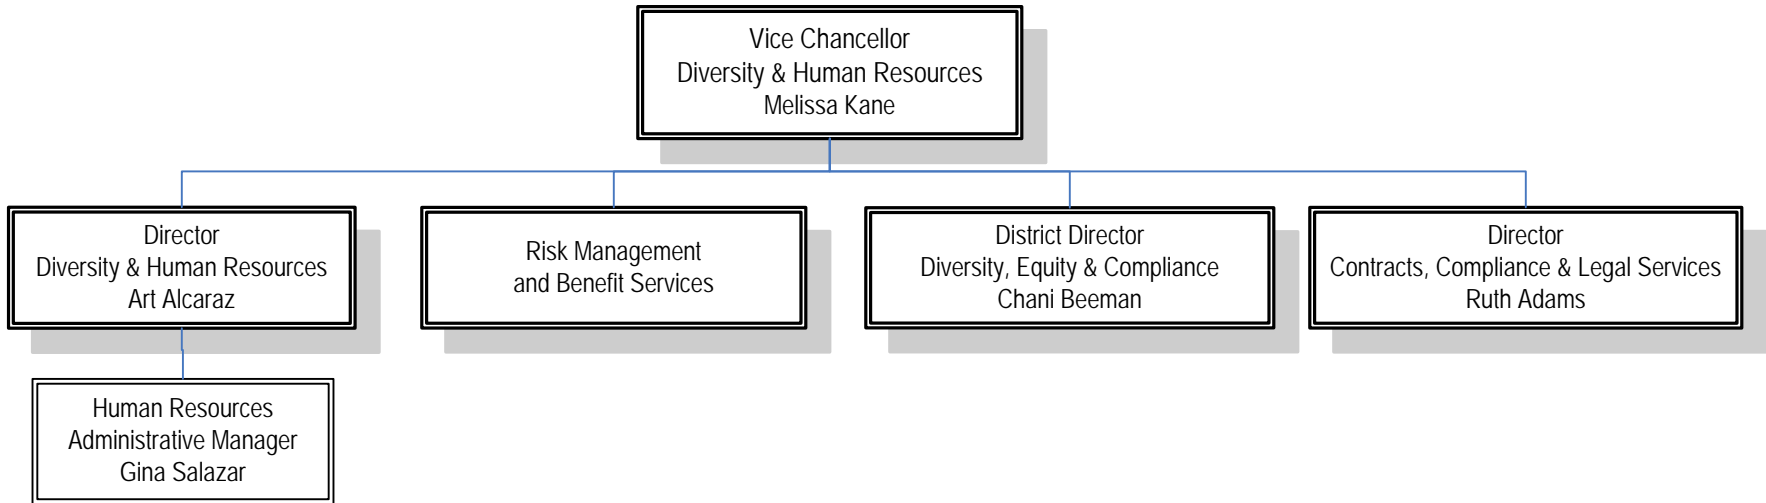 Vice Chancellor
Diversity & Human Resources
Melissa Kane
Director
Diversity & Human Resources
Art Alcaraz
Risk Management
and Benefit Services
District Director
Diversity, Equity & Compliance
Chani Beeman
Director
Contracts, Compliance & Legal Services
Ruth Adams
Human Resources
Administrative Manager
Gina Salazar